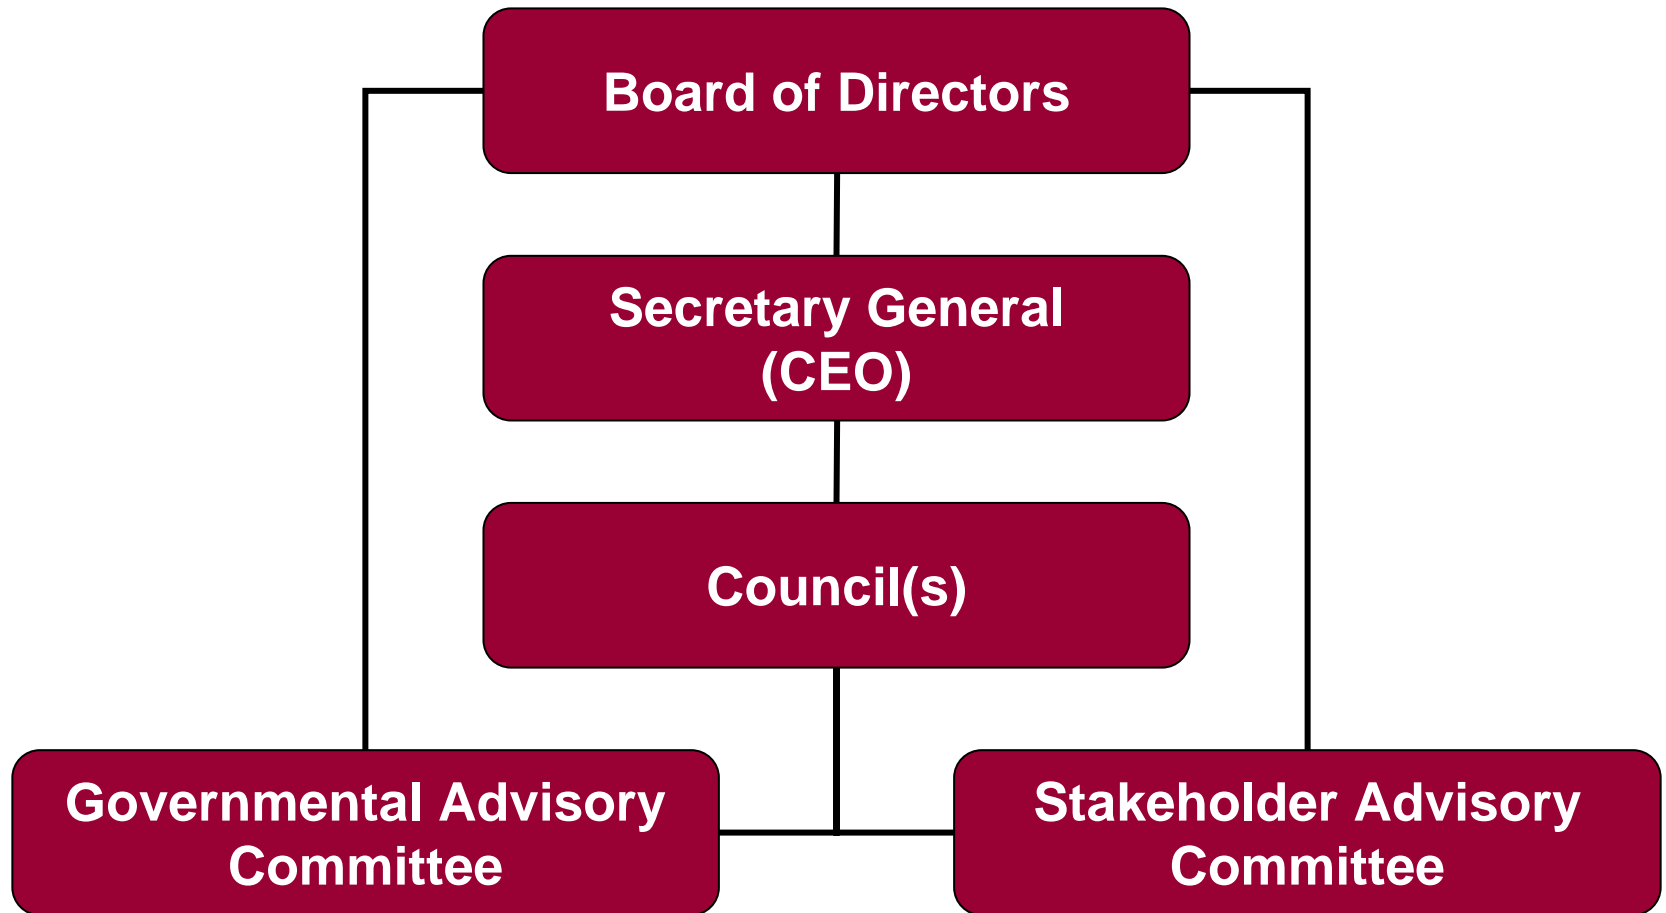 Board of Directors
Secretary General
(CEO)
Council(s)
Governmental Advisory
Committee
Stakeholder Advisory
Committee